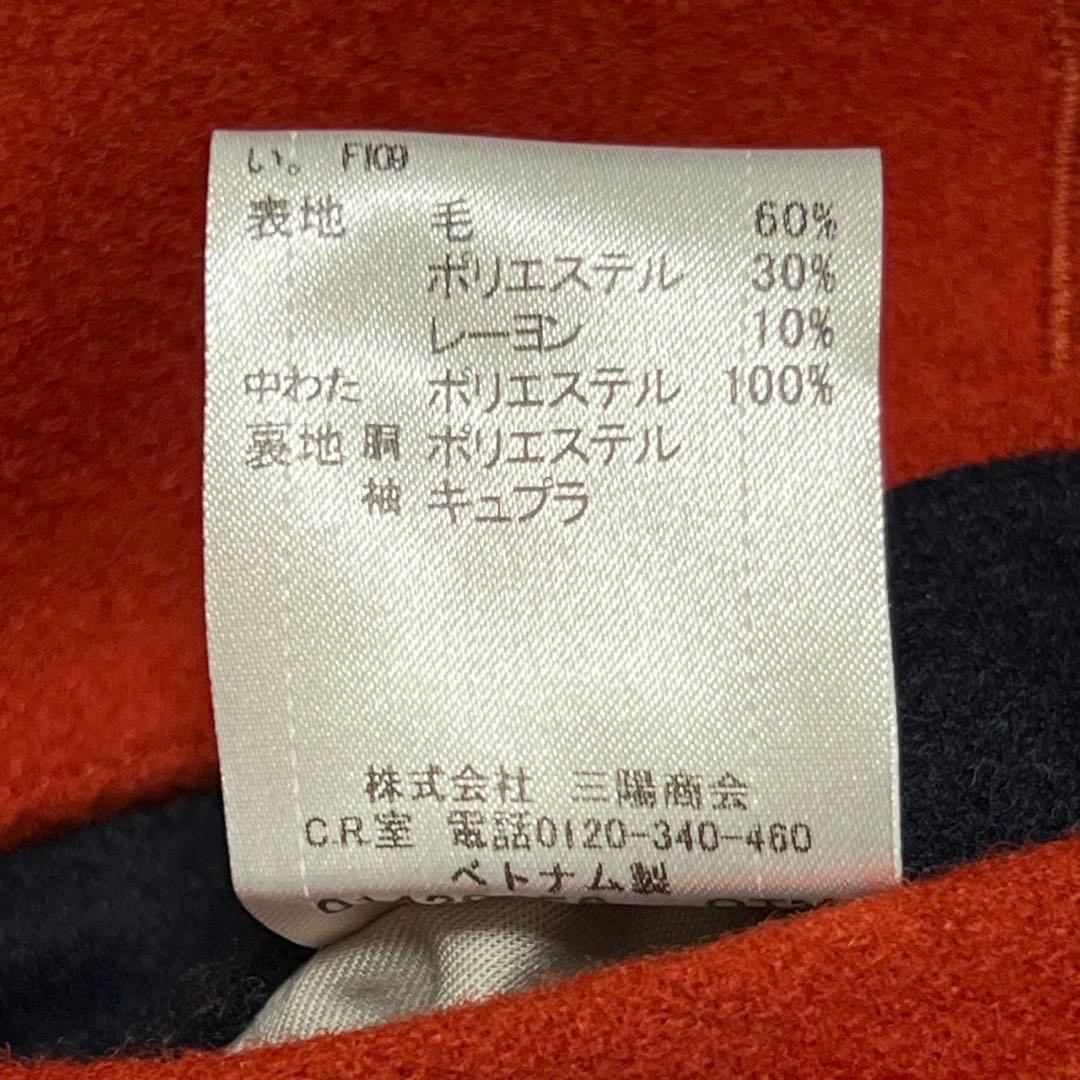 い。 F109
表地 毛 60%
ポリエステル 30%
レーヨン 10%
中わた ポリエステル 100%
裏地 胴 ポリエステル
袖 キュプラ
株式会社 三陽商会
C.R.室 電話0120-340-460
ベトナム製